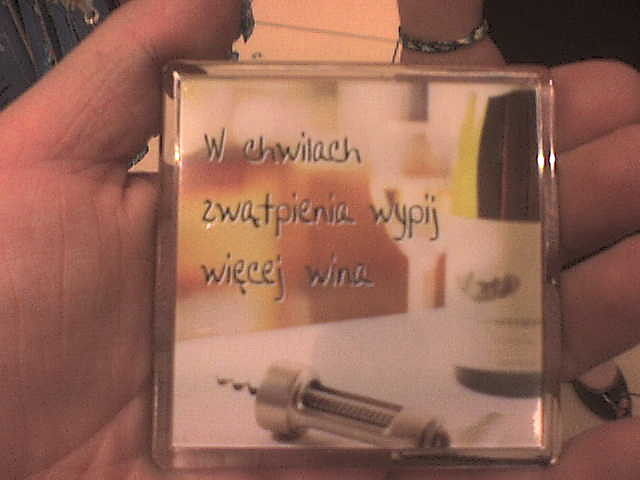 W chwilach
zwątpienia wypij
więcej wina